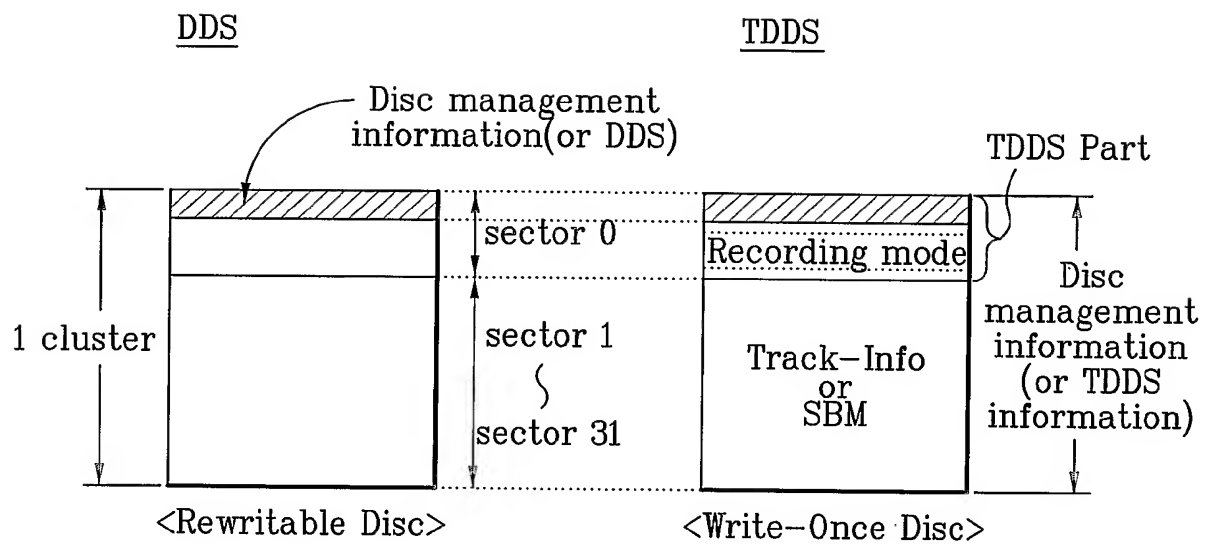 DDS
TDDS
Disc management
information(or DDS)
TDDS Part
sector 0
Recording mode
1 cluster
sector 1
sector 31
Track-Info
or
SBM
Disc
management
information
(or TDDS
information)
<Rewritable Disc>
<Write-Once Disc>